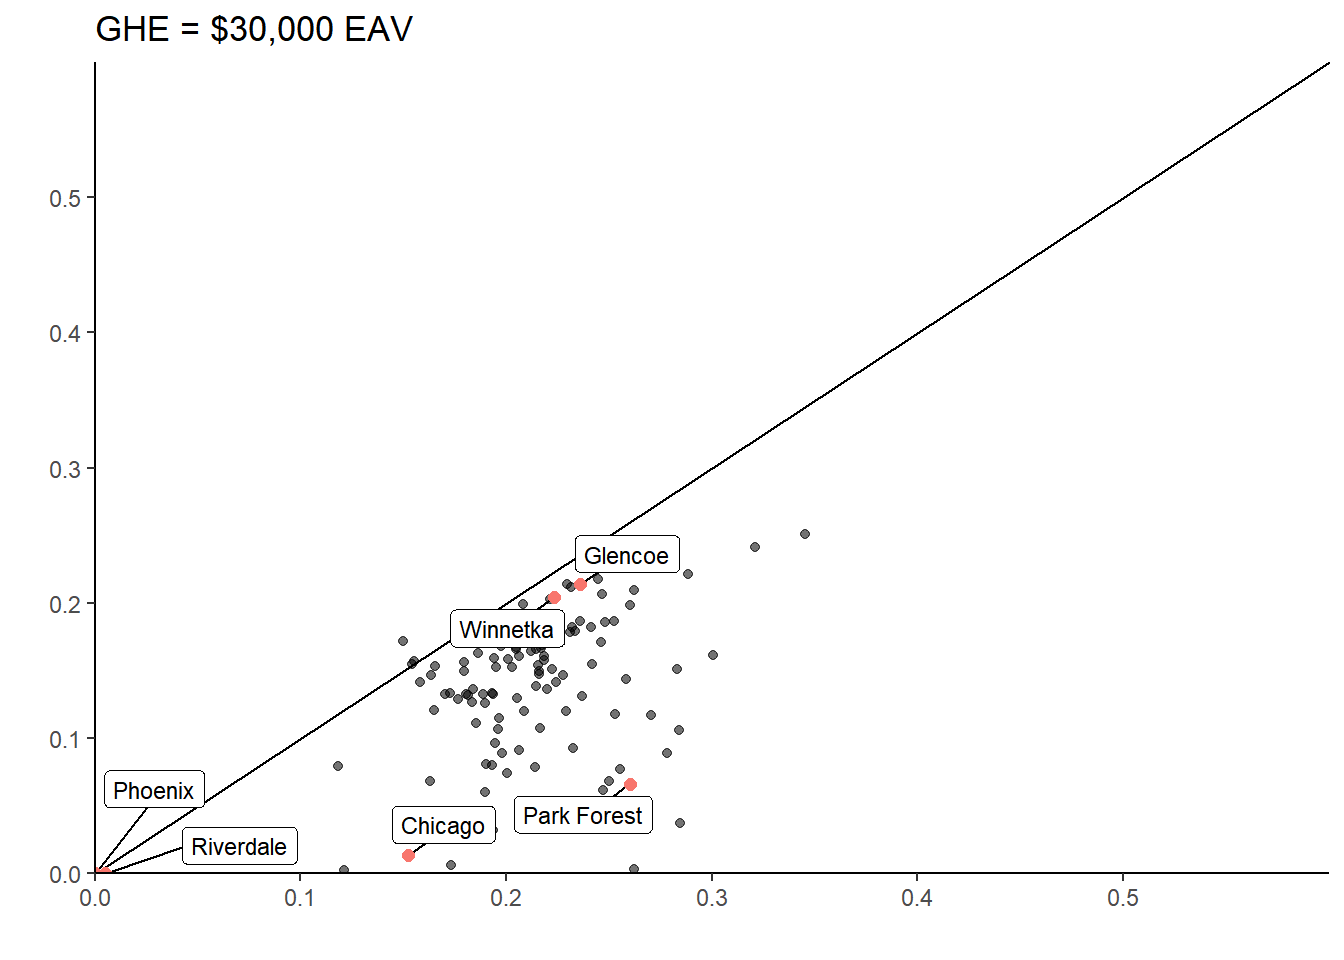 GHE = $30,000 EAV
0.5
0.4
0.3
0.2
0.1
0.0
Glencoe
Winnetka
Phoenix
Riverdale
Chicago
Park Forest
0.0 0.1 0.2 0.3 0.4 0.5